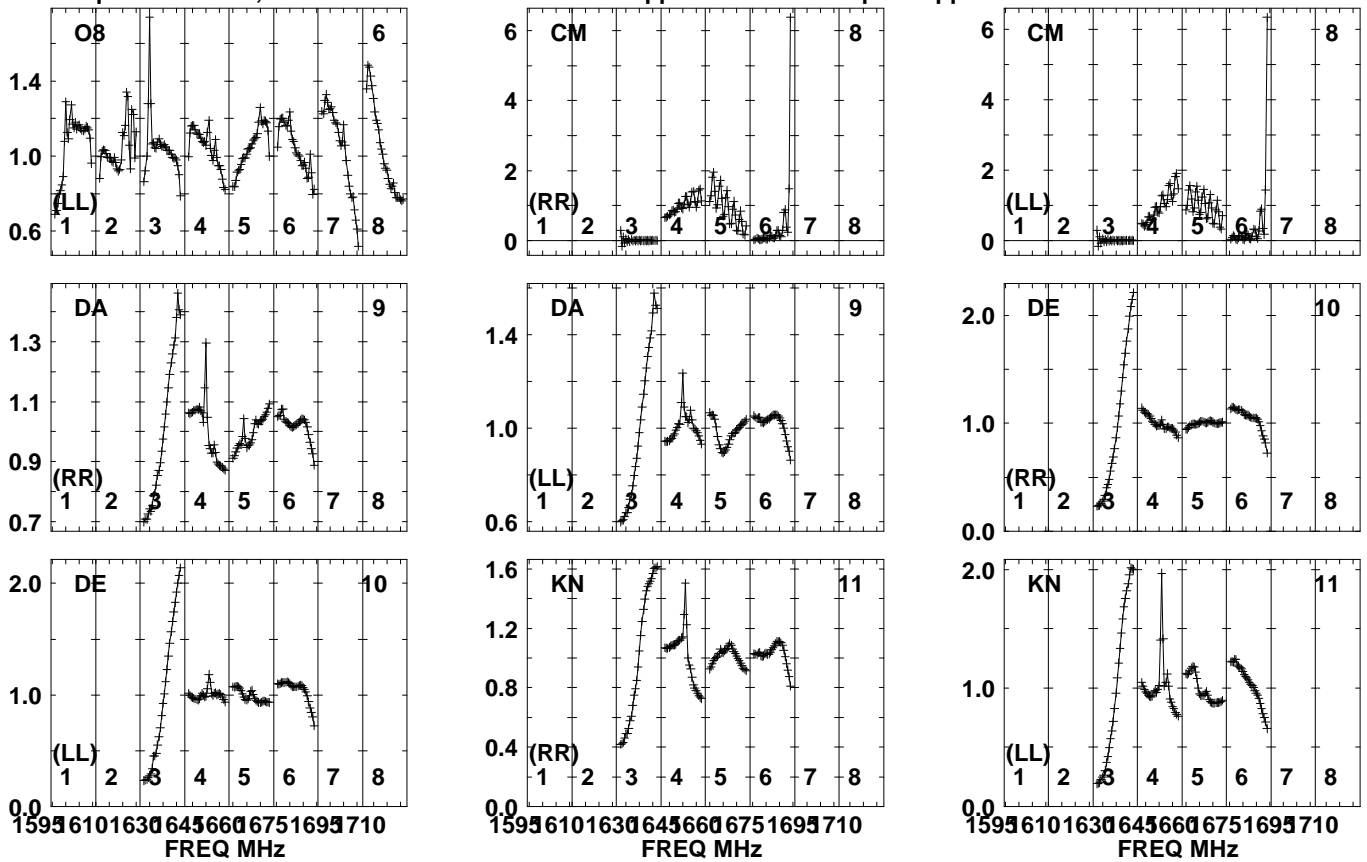 O8 6
1.4
1.0
0.6
(LL)
1 2 3 4 5 6 7 8
CM 8
6
4
2
0
(RR)
1 2 3 4 5 6 7 8
CM 8
6
4
2
0
(LL)
1 2 3 4 5 6 7 8
DA 9
1.3
1.1
0.9
0.7
(RR)
1 2 3 4 5 6 7 8
DA 9
1.4
1.0
0.6
(LL)
1 2 3 4 5 6 7 8
DE 10
2.0
1.0
0.0
(RR)
1 2 3 4 5 6 7 8
DE 10
2.0
1.0
0.0
(LL)
1 2 3 4 5 6 7 8
1595 1610 1630 1645 1660 1675 1695 1710
FREQ MHz
KN 11
1.6
1.2
0.8
0.4
0.0
(RR)
1 2 3 4 5 6 7 8
1595 1610 1630 1645 1660 1675 1695 1710
FREQ MHz
KN 11
2.0
1.0
0.0
(LL)
1 2 3 4 5 6 7 8
1595 1610 1630 1645 1660 1675 1695 1710
FREQ MHz